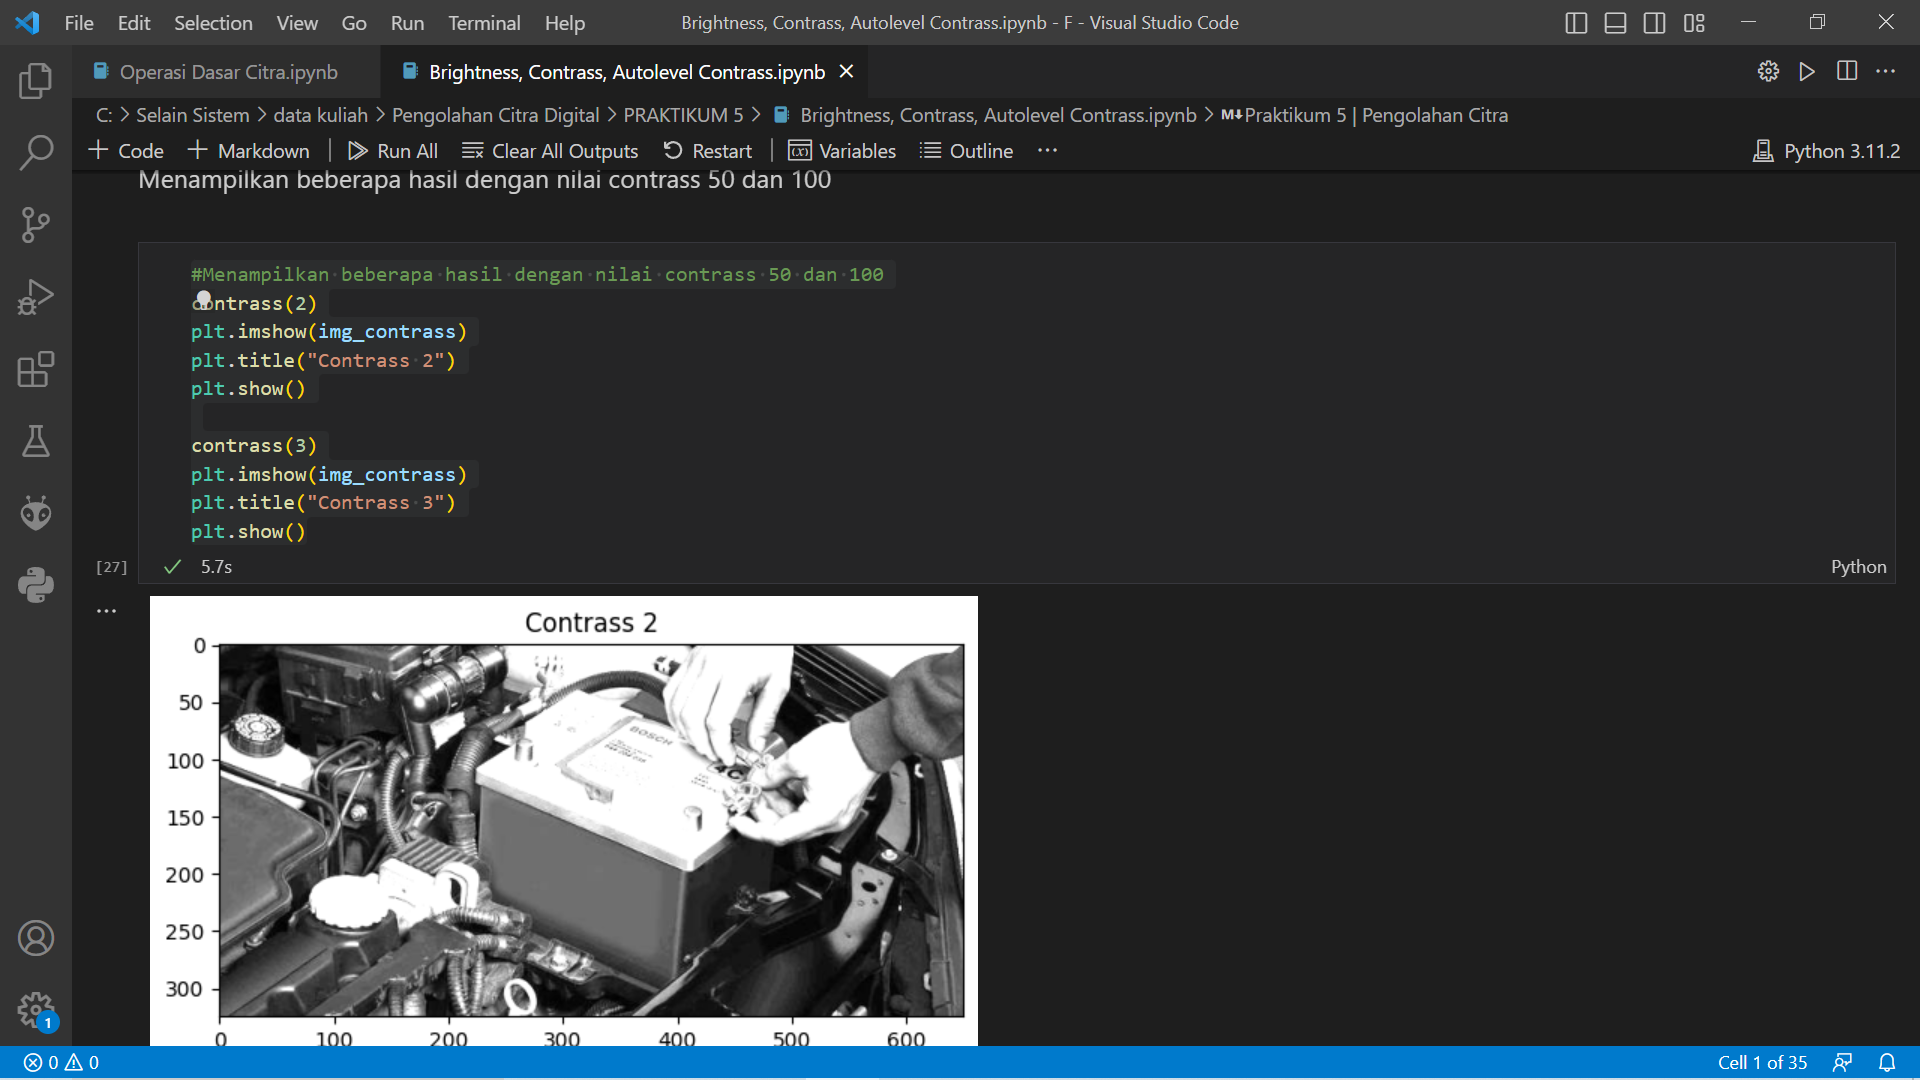 File Edit Selection View Go Run Terminal Help
Brightness, Contrass, Autolevel Contrass.ipynb - F - Visual Studio Code
Operasi Dasar Citra.ipynb
Brightness, Contrass, Autolevel Contrass.ipynb
C: > Selain Sistem > data kuliah > Pengolahan Citra Digital > PRAKTIKUM 5 > Brightness, Contrass, Autolevel Contrass.ipynb > M↓Praktikum 5 | Pengolahan Citra
+ Code + Markdown | Run All Clear All Outputs Restart | Variables Outline ···
Python 3.11.2
Menampilkan beberapa hasil dengan nilai contrass 50 dan 100
#Menampilkan beberapa hasil dengan nilai contrass 50 dan 100
contrass(2)
plt.imshow(img_contrass)
plt.title("Contrass 2")
plt.show()
contrass(3)
plt.imshow(img_contrass)
plt.title("Contrass 3")
plt.show()
[27] 5.7s
Python
Contrass 2
0
50
100
150
200
250
300
0 100 200 300 400 500 600
BOSCH
4C
1
0 0
Cell 1 of 35